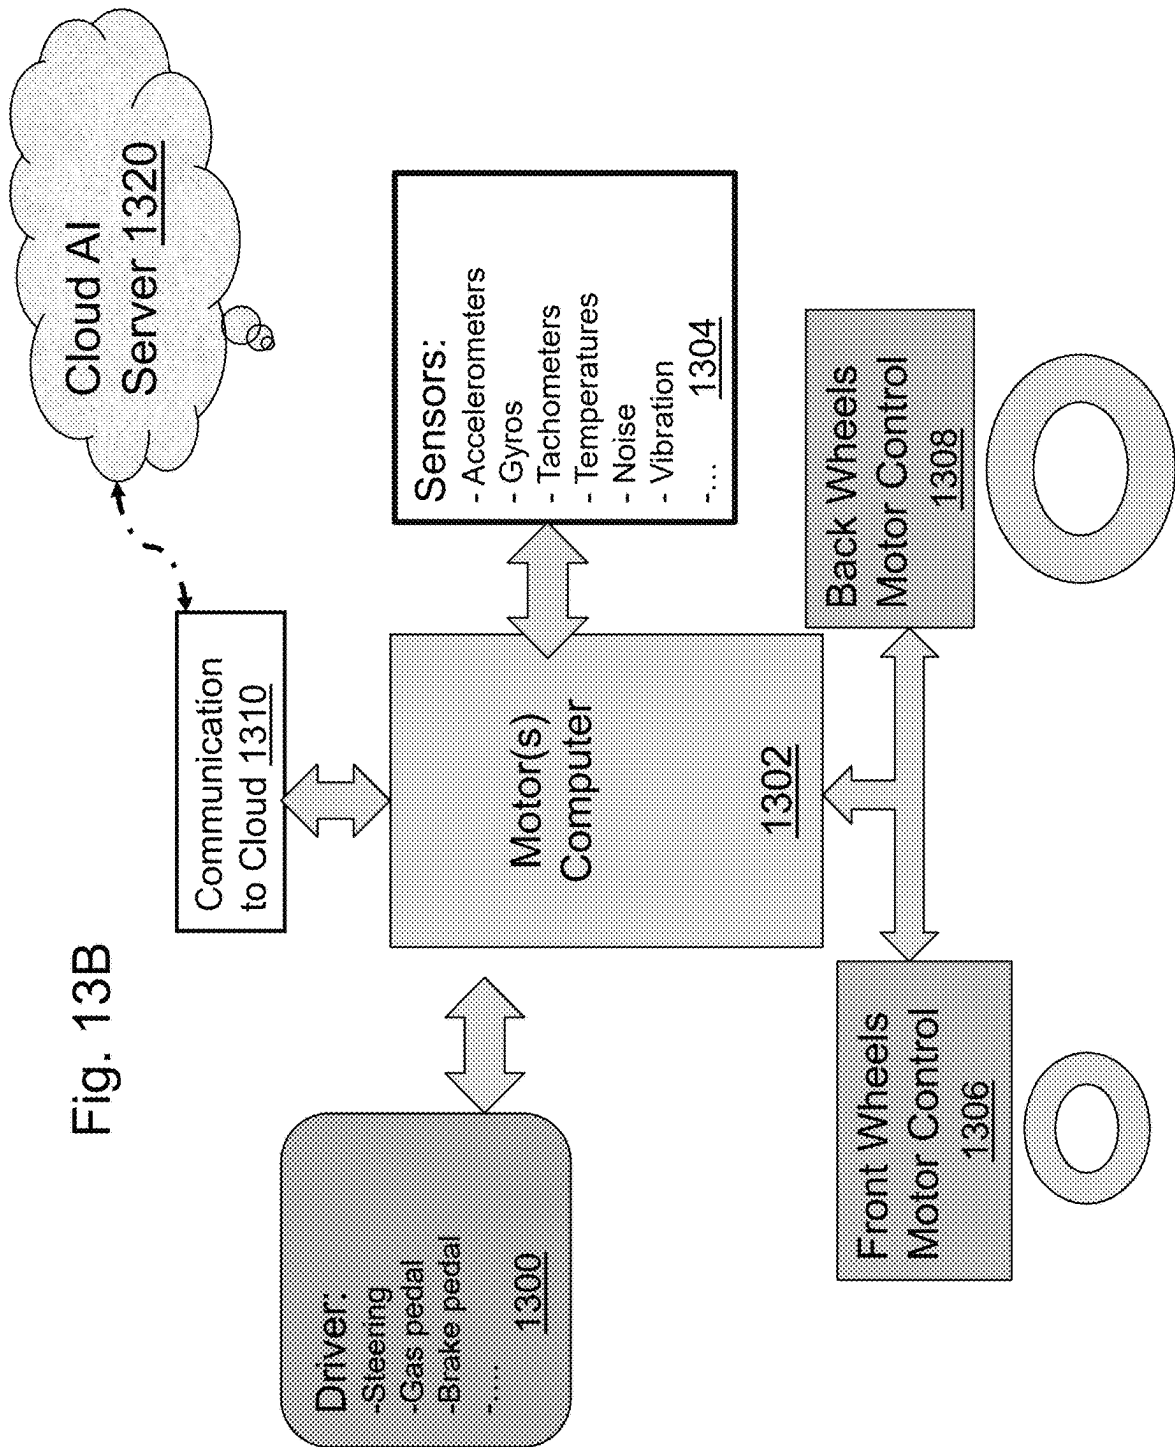 Fig. 13B
Cloud AI
Server 1320
Communication
to Cloud 1310
Driver:
-Steering
-Gas pedal
-Brake pedal
-....
1300
Motor(s)
Computer
1302
Sensors:
- Accelerometers
- Gyros
- Tachometers
- Temperatures
- Noise
- Vibration
-...
1304
Front Wheels
Motor Control
1306
Back Wheels
Motor Control
1308